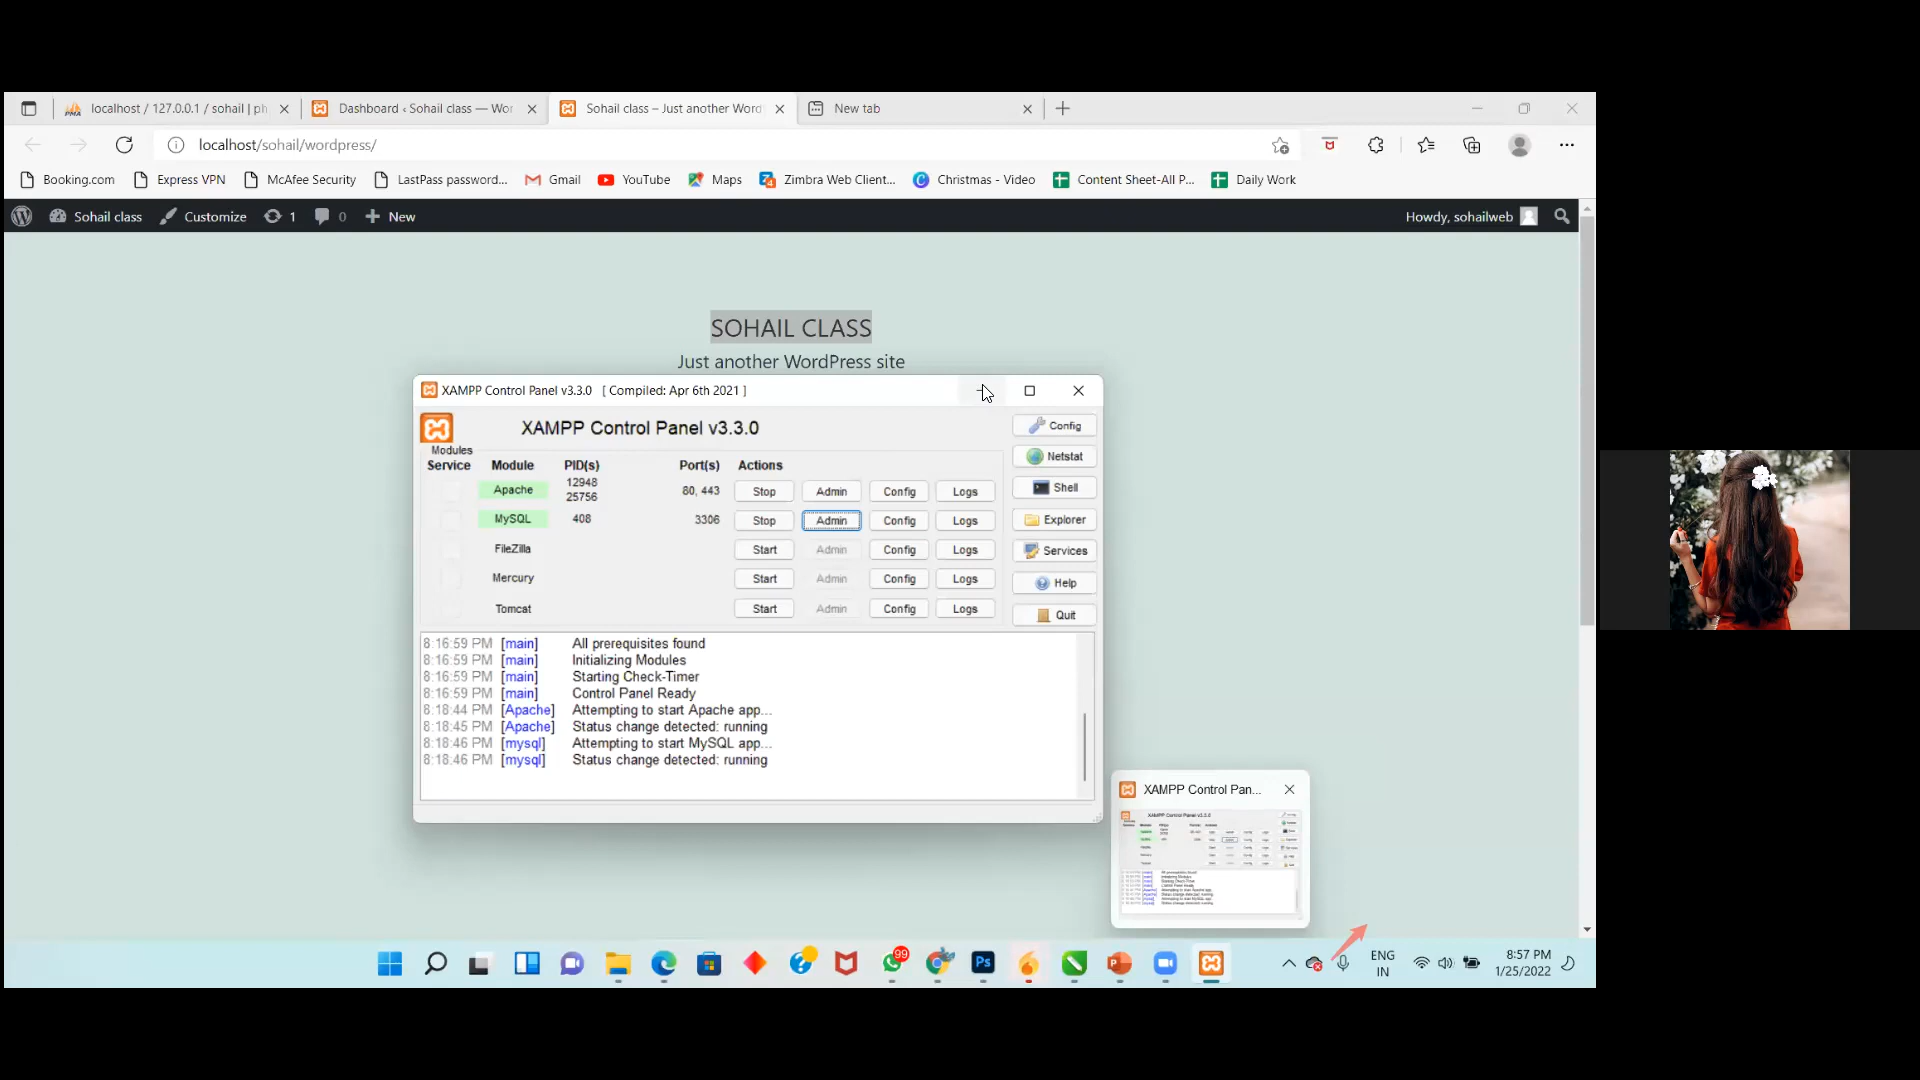 localhost / 127.0.0.1 / sohail | ph
Dashboard ‹ Sohail class — Wor
Sohail class – Just another Word
New tab
localhost/sohail/wordpress/
Booking.com
Express VPN
McAfee Security
LastPass password...
Gmail
YouTube
Maps
Zimbra Web Client...
Christmas - Video
Content Sheet-All P...
Daily Work
Sohail class
Customize
1
0
New
Howdy, sohailweb
SOHAIL CLASS
Just another WordPress site
XAMPP Control Panel v3.3.0 [ Compiled: Apr 6th 2021 ]
XAMPP Control Panel v3.3.0
Config
Modules
Service Module PID(s) Port(s) Actions
Netstat
Apache 12948 25756 80, 443 Stop Admin Config Logs
Shell
MySQL 408 3306 Stop Admin Config Logs
Explorer
FileZilla Start Admin Config Logs
Services
Mercury Start Admin Config Logs
Help
Tomcat Start Admin Config Logs
Quit
8:16:59 PM [main] All prerequisites found
8:16:59 PM [main] Initializing Modules
8:16:59 PM [main] Starting Check-Timer
8:16:59 PM [main] Control Panel Ready
8:18:44 PM [Apache] Attempting to start Apache app...
8:18:45 PM [Apache] Status change detected: running
8:18:46 PM [mysql] Attempting to start MySQL app...
8:18:46 PM [mysql] Status change detected: running
XAMPP Control Pan...
XAMPP Control Panel v3.3.0
99
Ps
ENG
IN
8:57 PM
1/25/2022